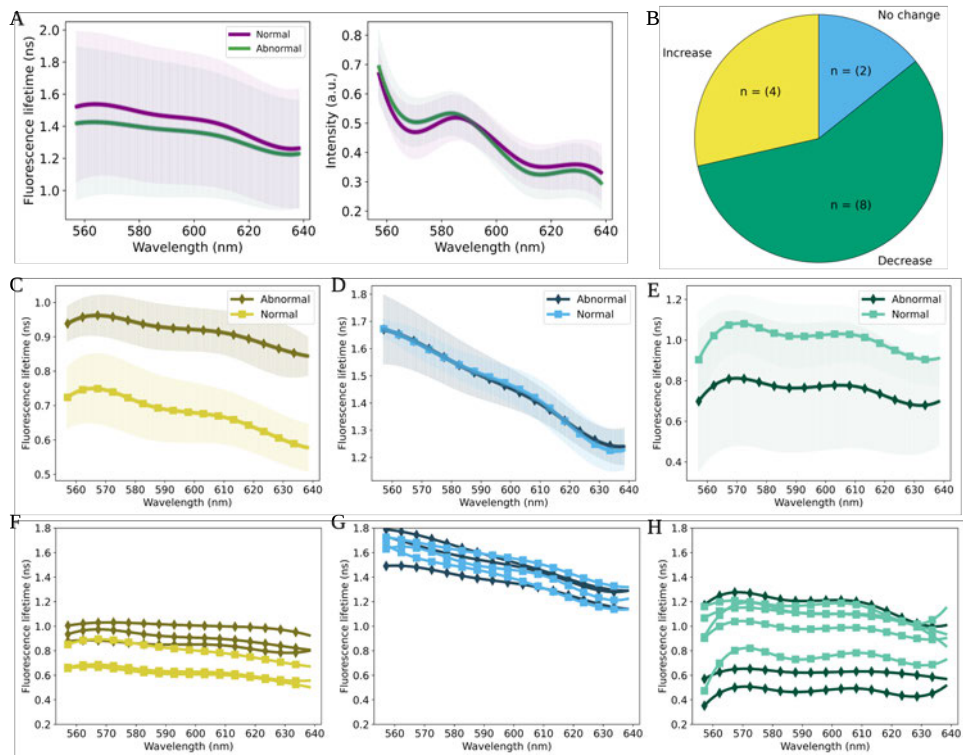 A
2.0
1.8
1.6
1.4
1.2
1.0
Fluorescence lifetime (ns)
Normal
Abnormal
560 580 600 620 640
Wavelength (nm)
0.8
0.7
0.6
0.5
0.4
0.3
0.2
Intensity (a.u.)
560 580 600 620 640
Wavelength (nm)
B
No change
Increase
n = (2)
n = (4)
n = (8)
Decrease
C
1.0
0.9
0.8
0.7
0.6
0.5
Fluorescence lifetime (ns)
Abnormal
Normal
560 570 580 590 600 610 620 630 640
Wavelength (nm)
D
1.8
1.7
1.6
1.5
1.4
1.3
1.2
Fluorescence lifetime (ns)
Abnormal
Normal
560 570 580 590 600 610 620 630 640
Wavelength (nm)
E
1.2
1.0
0.8
0.6
0.4
Fluorescence lifetime (ns)
Abnormal
Normal
560 570 580 590 600 610 620 630 640
Wavelength (nm)
F
1.8
1.6
1.4
1.2
1.0
0.8
0.6
0.4
0.2
Fluorescence lifetime (ns)
560 570 580 590 600 610 620 630 640
Wavelength (nm)
G
1.8
1.6
1.4
1.2
1.0
0.8
0.6
0.4
0.2
Fluorescence lifetime (ns)
560 570 580 590 600 610 620 630 640
Wavelength (nm)
H
1.8
1.6
1.4
1.2
1.0
0.8
0.6
0.4
0.2
Fluorescence lifetime (ns)
560 570 580 590 600 610 620 630 640
Wavelength (nm)